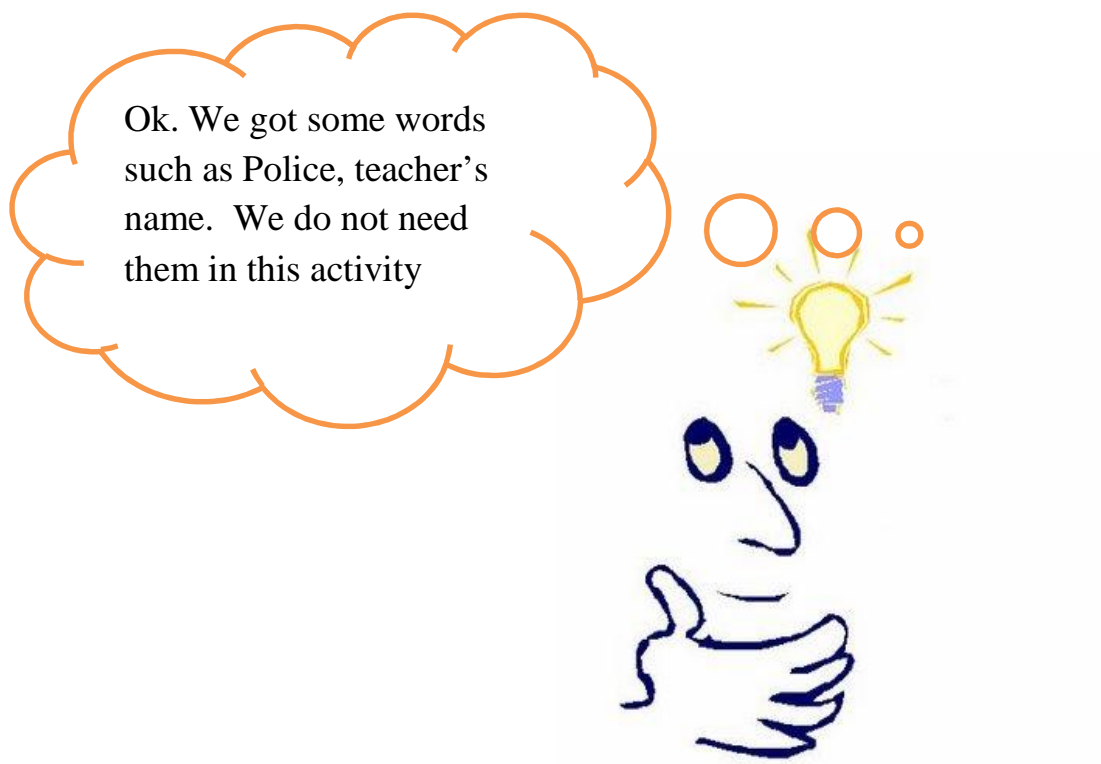 Ok. We got some words
such as Police, teacher’s
name.  We do not need
them in this activity